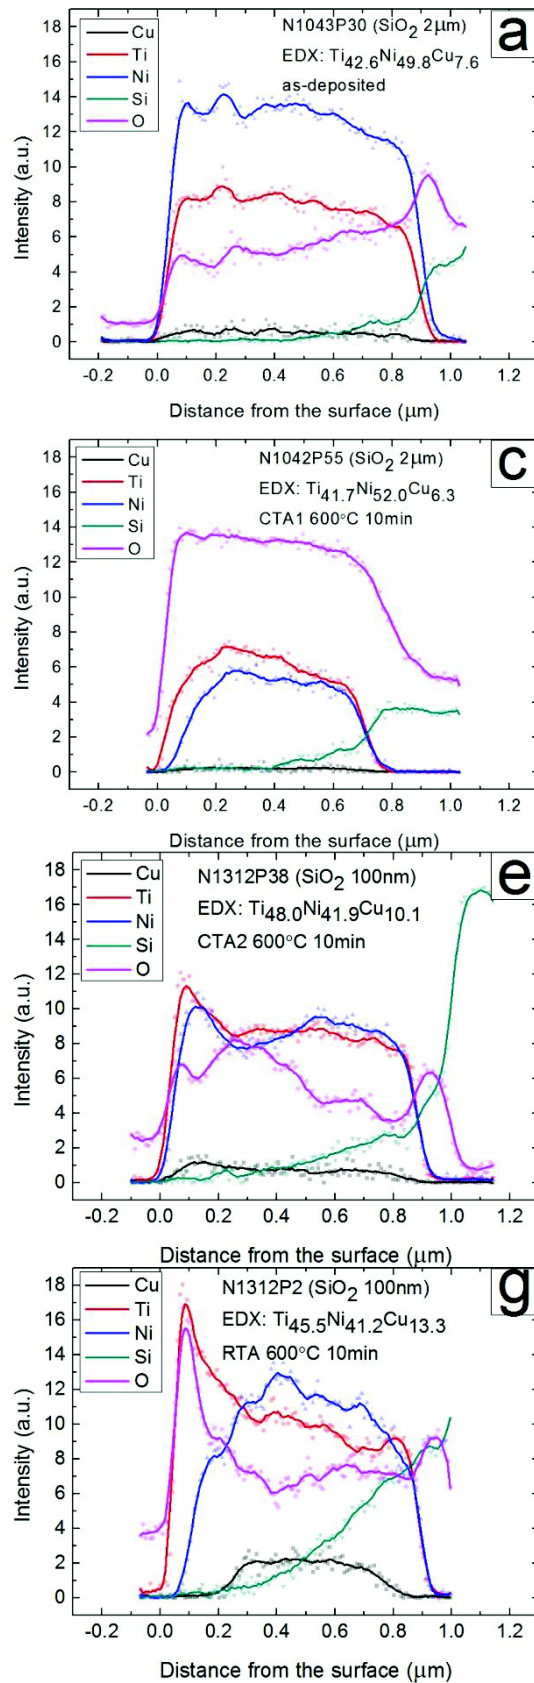 a
Cu
Ti
Ni
Si
O
N1043P30 (SiO2 2μm)
EDX: Ti42.6Ni49.8Cu7.6
as-deposited
Intensity (a.u.)
18
16
14
12
10
8
6
4
2
0
-0.2 0.0 0.2 0.4 0.6 0.8 1.0 1.2
Distance from the surface (μm)
c
Cu
Ti
Ni
Si
O
N1042P55 (SiO2 2μm)
EDX: Ti41.7Ni52.0Cu6.3
CTA1 600°C 10min
Intensity (a.u.)
18
16
14
12
10
8
6
4
2
0
-0.2 0.0 0.2 0.4 0.6 0.8 1.0 1.2
Distance from the surface (μm)
e
Cu
Ti
Ni
Si
O
N1312P38 (SiO2 100nm)
EDX: Ti48.0Ni41.9Cu10.1
CTA2 600°C 10min
Intensity (a.u.)
18
16
14
12
10
8
6
4
2
0
-0.2 0.0 0.2 0.4 0.6 0.8 1.0 1.2
Distance from the surface (μm)
g
Cu
Ti
Ni
Si
O
N1312P2 (SiO2 100nm)
EDX: Ti45.5Ni41.2Cu13.3
RTA 600°C 10min
Intensity (a.u.)
18
16
14
12
10
8
6
4
2
0
-0.2 0.0 0.2 0.4 0.6 0.8 1.0 1.2
Distance from the surface (μm)